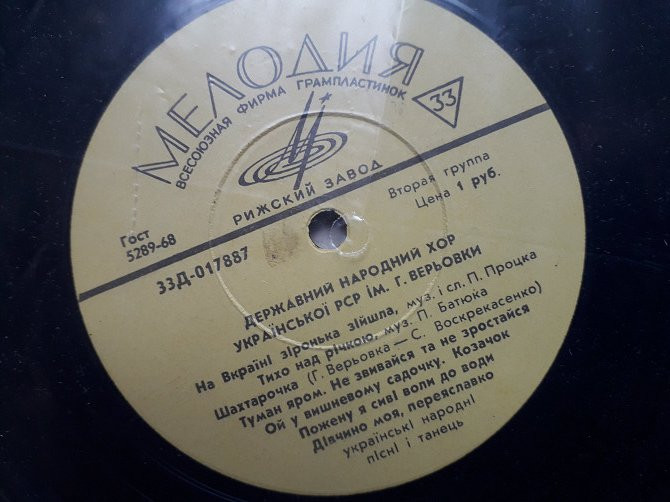 МЕЛОДИЯ
ВСЕСОЮЗНАЯ ФИРМА ГРАМПЛАСТИНОК
33
РИЖСКИЙ ЗАВОД
Гост
5289-68
Вторая группа
Цена 1 руб.
33Д-017887
ДЕРЖАВНИЙ НАРОДНИЙ ХОР
УКРАЇНСЬКОЇ РСР ІМ. Г. ВЕРЬОВКИ
На Вкраїні зіронька зійшла, муз. і сл. П. Процка
Тихо над річкою, муз. П. Батюка
Шахтарочка (Г. Верьовка — С. Воскрекасенко)
Туман яром. Не звивайся та не зростайся
Ой у вишневому садочку. Козачок
Пожену я сиві воли до води
Дівчино моя, переяславко
українські народні
пісні і танець